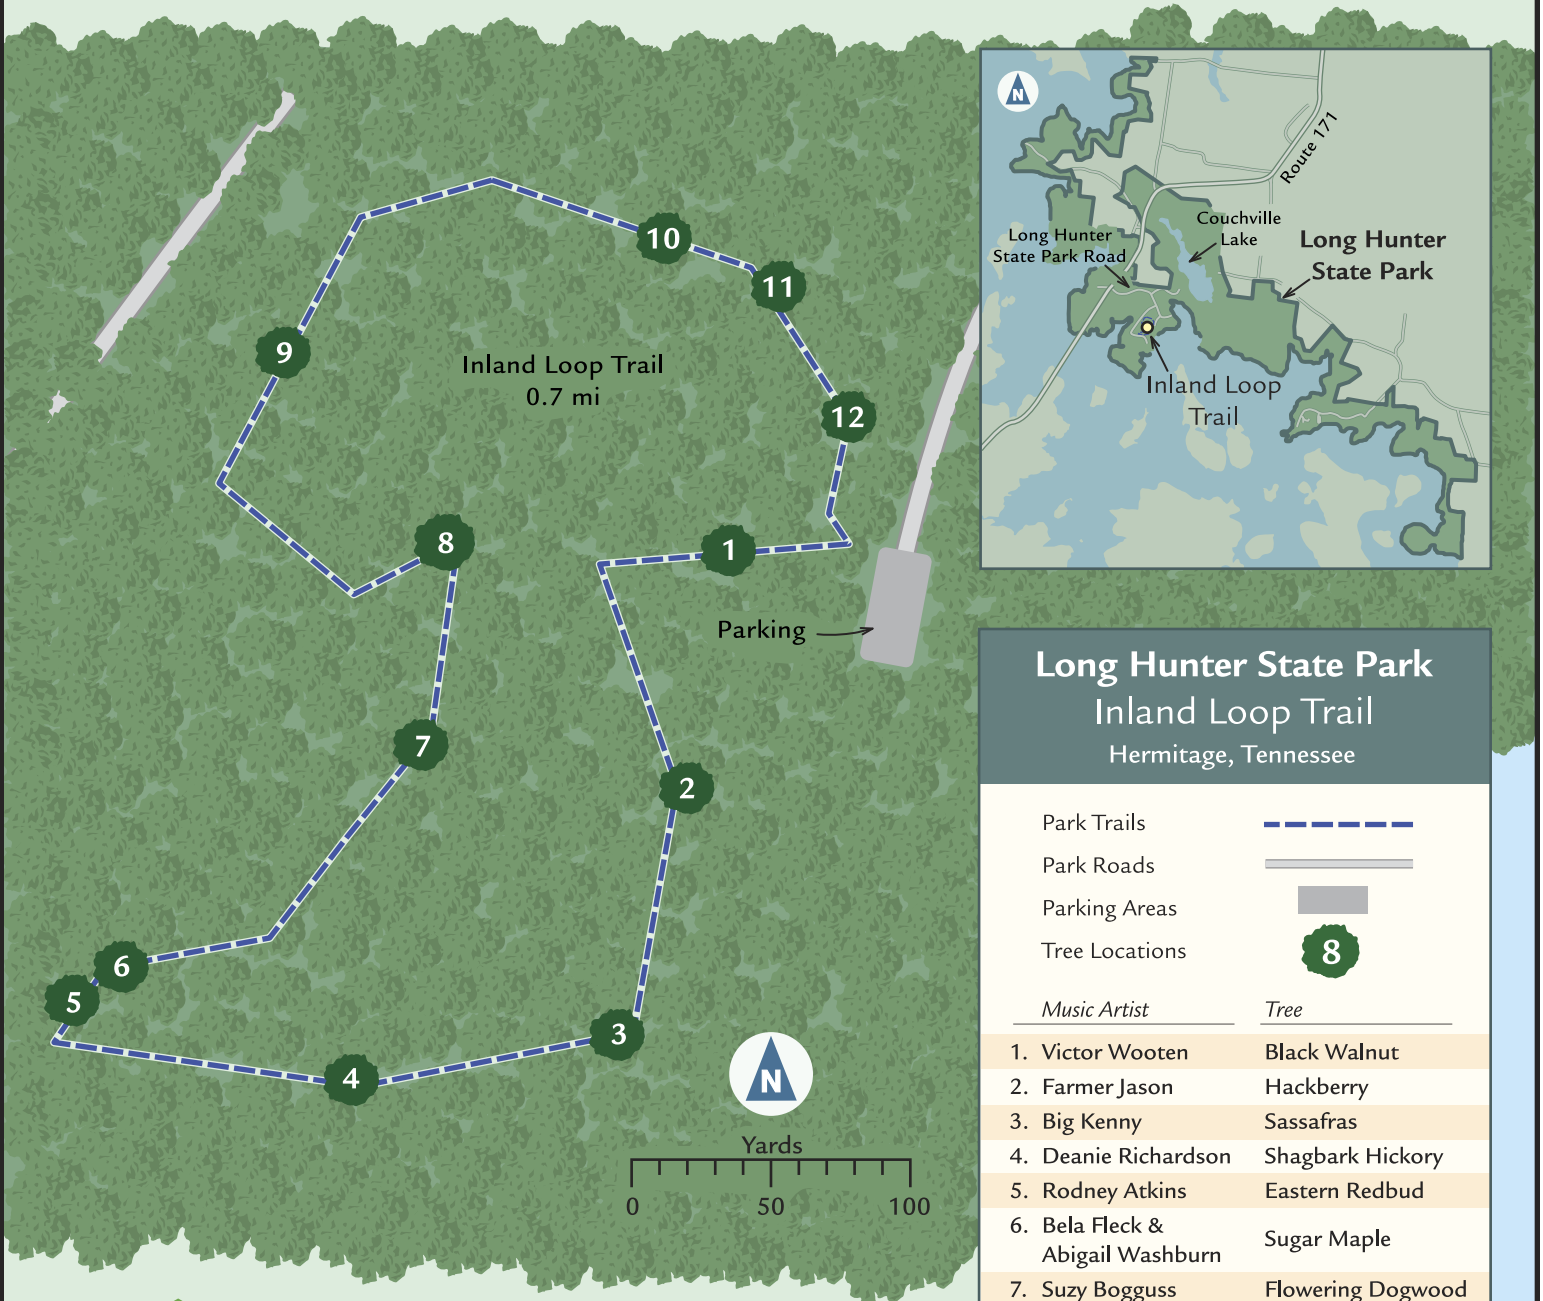 10
11
9
Inland Loop Trail
0.7 mi
12
8
1
Parking
7
2
6
5
3
4
N
Yards
0 50 100
N
Route 171
Couchville
Lake
Long Hunter
State Park Road
Long Hunter
State Park
Inland Loop
Trail
Long Hunter State Park
Inland Loop Trail
Hermitage, Tennessee
Park Trails
Park Roads
Parking Areas
Tree Locations 8
Music Artist Tree
1. Victor Wooten Black Walnut
2. Farmer Jason Hackberry
3. Big Kenny Sassafras
4. Deanie Richardson Shagbark Hickory
5. Rodney Atkins Eastern Redbud
6. Bela Fleck &
Abigail Washburn Sugar Maple
7. Suzy Bogguss Flowering Dogwood